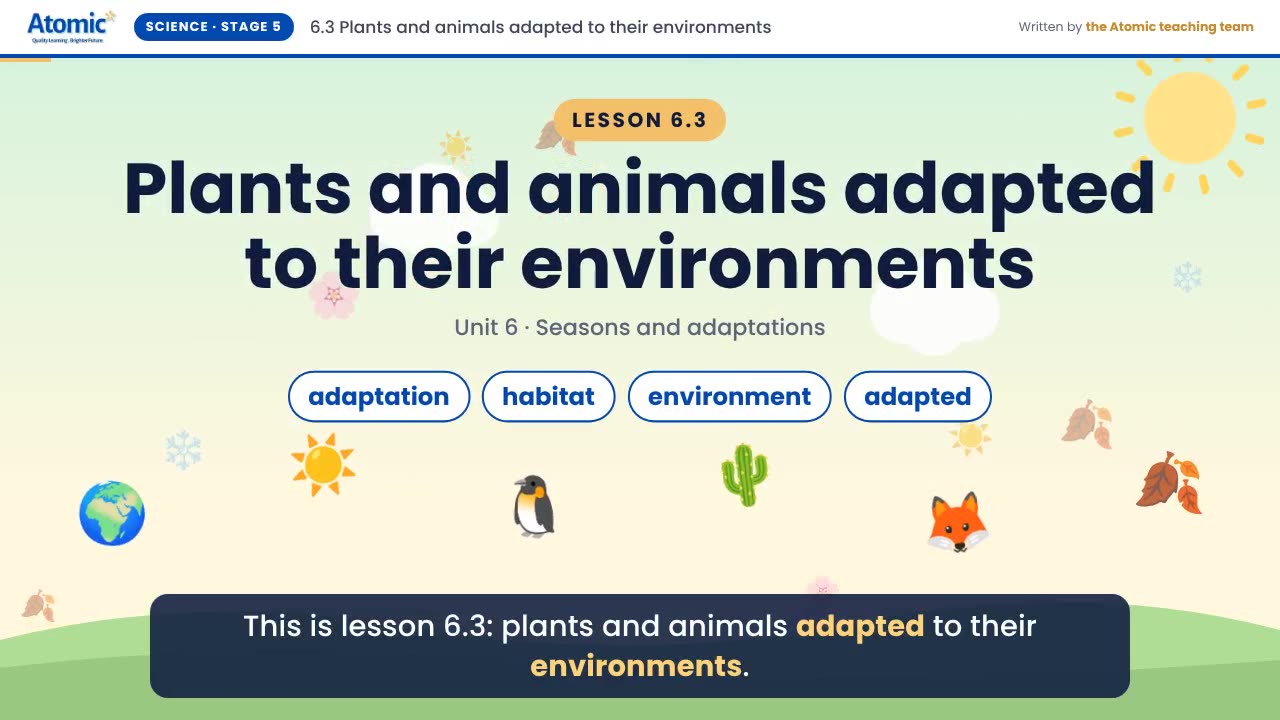 Atomic
Quality Learning, Brighter Future
SCIENCE · STAGE 5
6.3 Plants and animals adapted to their environments
Written by the Atomic teaching team
LESSON 6.3
Plants and animals adapted
to their environments
Unit 6 · Seasons and adaptations
adaptation
habitat
environment
adapted
This is lesson 6.3: plants and animals adapted to their
environments.